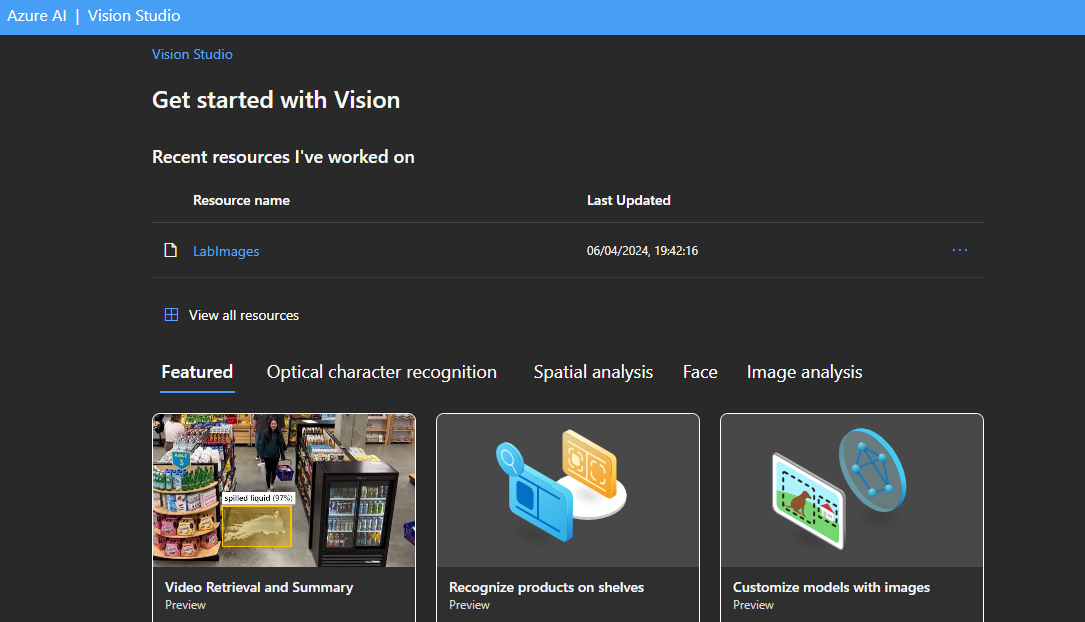 Azure AI | Vision Studio
Vision Studio
Get started with Vision
Recent resources I've worked on
Resource name Last Updated
LabImages 06/04/2024, 19:42:16 ···
View all resources
Featured Optical character recognition Spatial analysis Face Image analysis
AISLE
3
spilled liquid (97%)
Video Retrieval and Summary
Preview
Recognize products on shelves
Preview
Customize models with images
Preview